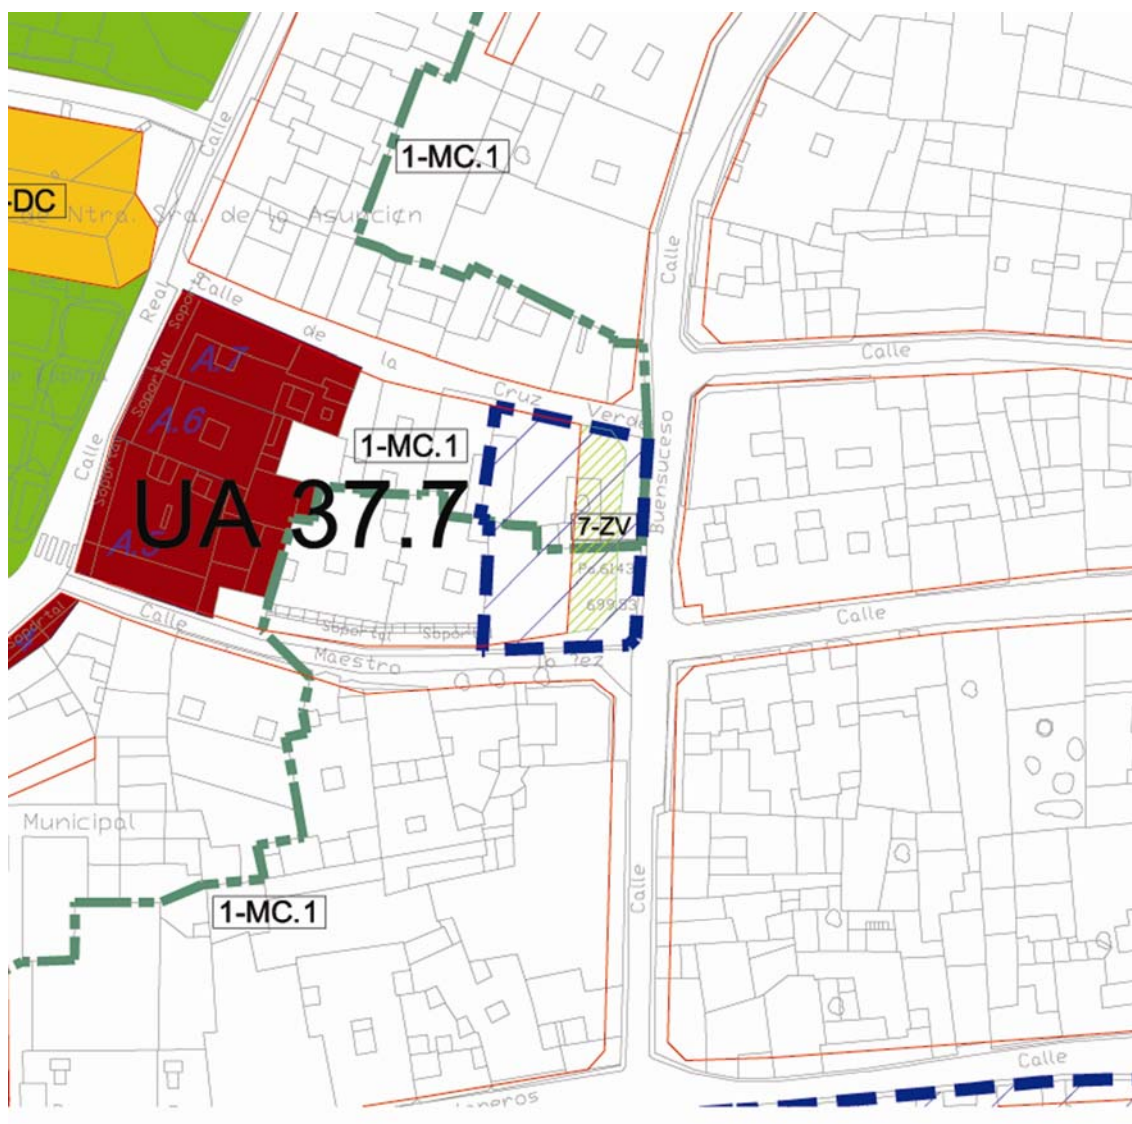 Calle
1-MC.1
-DC
de Ntra. Sra. de la Asunción
Calle
Real
Soportal
Calle
de
la
Cruz
Verde
Calle
A.7
Soportal
A.6
1-MC.1
Buensuceso
Calle
Soportal
UA 37.7
7-ZV
A.5
699.53
Calle
Soportal
Calle
Soportal
Maestro
Municipal
Calle
1-MC.1
Calle